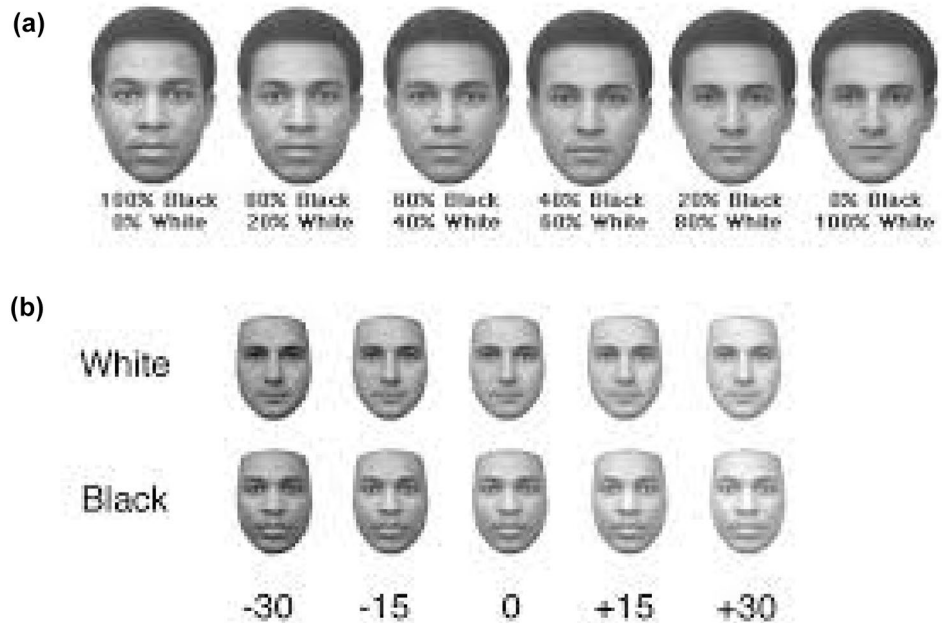 (a)
100% Black 80% Black 60% Black 40% Black 20% Black 0% Black
0% White 20% White 40% White 60% White 80% White 100% White
(b)
White
Black
-30 -15 0 +15 +30